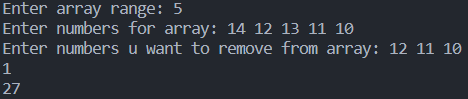 Enter array range: 5
Enter numbers for array: 14 12 13 11 10
Enter numbers u want to remove from array: 12 11 10
1
27